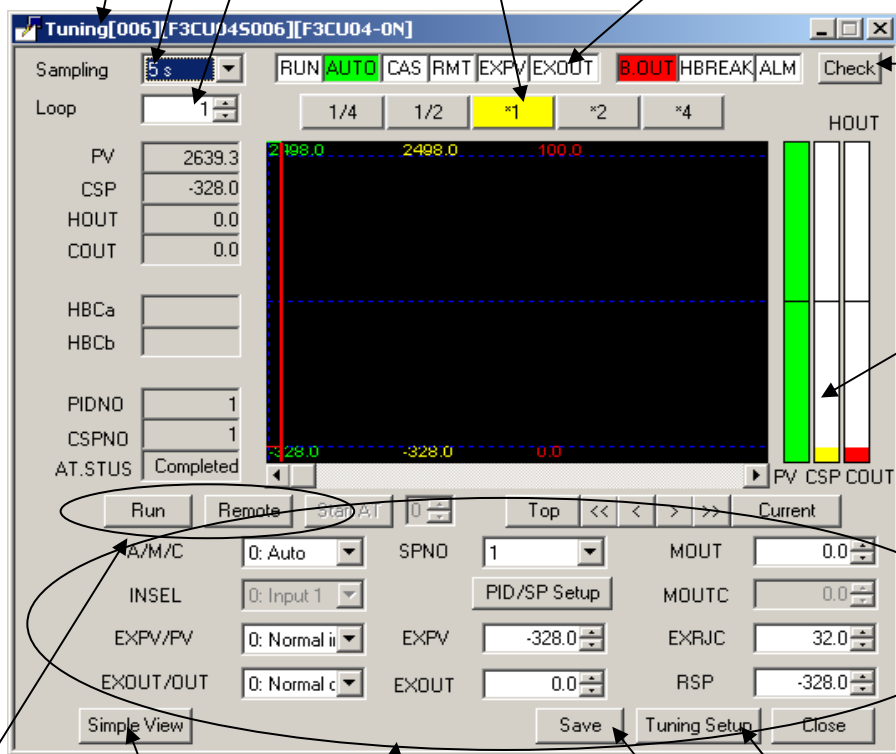 Tuning[006][F3CU04S006][F3CU04-0N]
Sampling 5 s RUN AUTO CAS RMT EXPV EXOUT B.OUT HBREAK ALM Check
Loop 1 1/4 1/2 *1 *2 *4 HOUT
PV 2639.3 2498.0 2498.0 100.0
CSP -328.0
HOUT 0.0
COUT 0.0
HBCa
HBCb
PIDNO 1
CSPNO 1
-328.0 -328.0 0.0
AT.STUS Completed PV CSP COUT
Run Remote Start AT 0 Top << < > >> Current
A/M/C 0: Auto SPNO 1 MOUT 0.0
INSEL 0: Input 1 PID/SP Setup MOUTC 0.0
EXPV/PV 0: Normal in EXPV -328.0 EXRJC 32.0
EXOUT/OUT 0: Normal c EXOUT 0.0 RSP -328.0
Simple View Save Tuning Setup Close